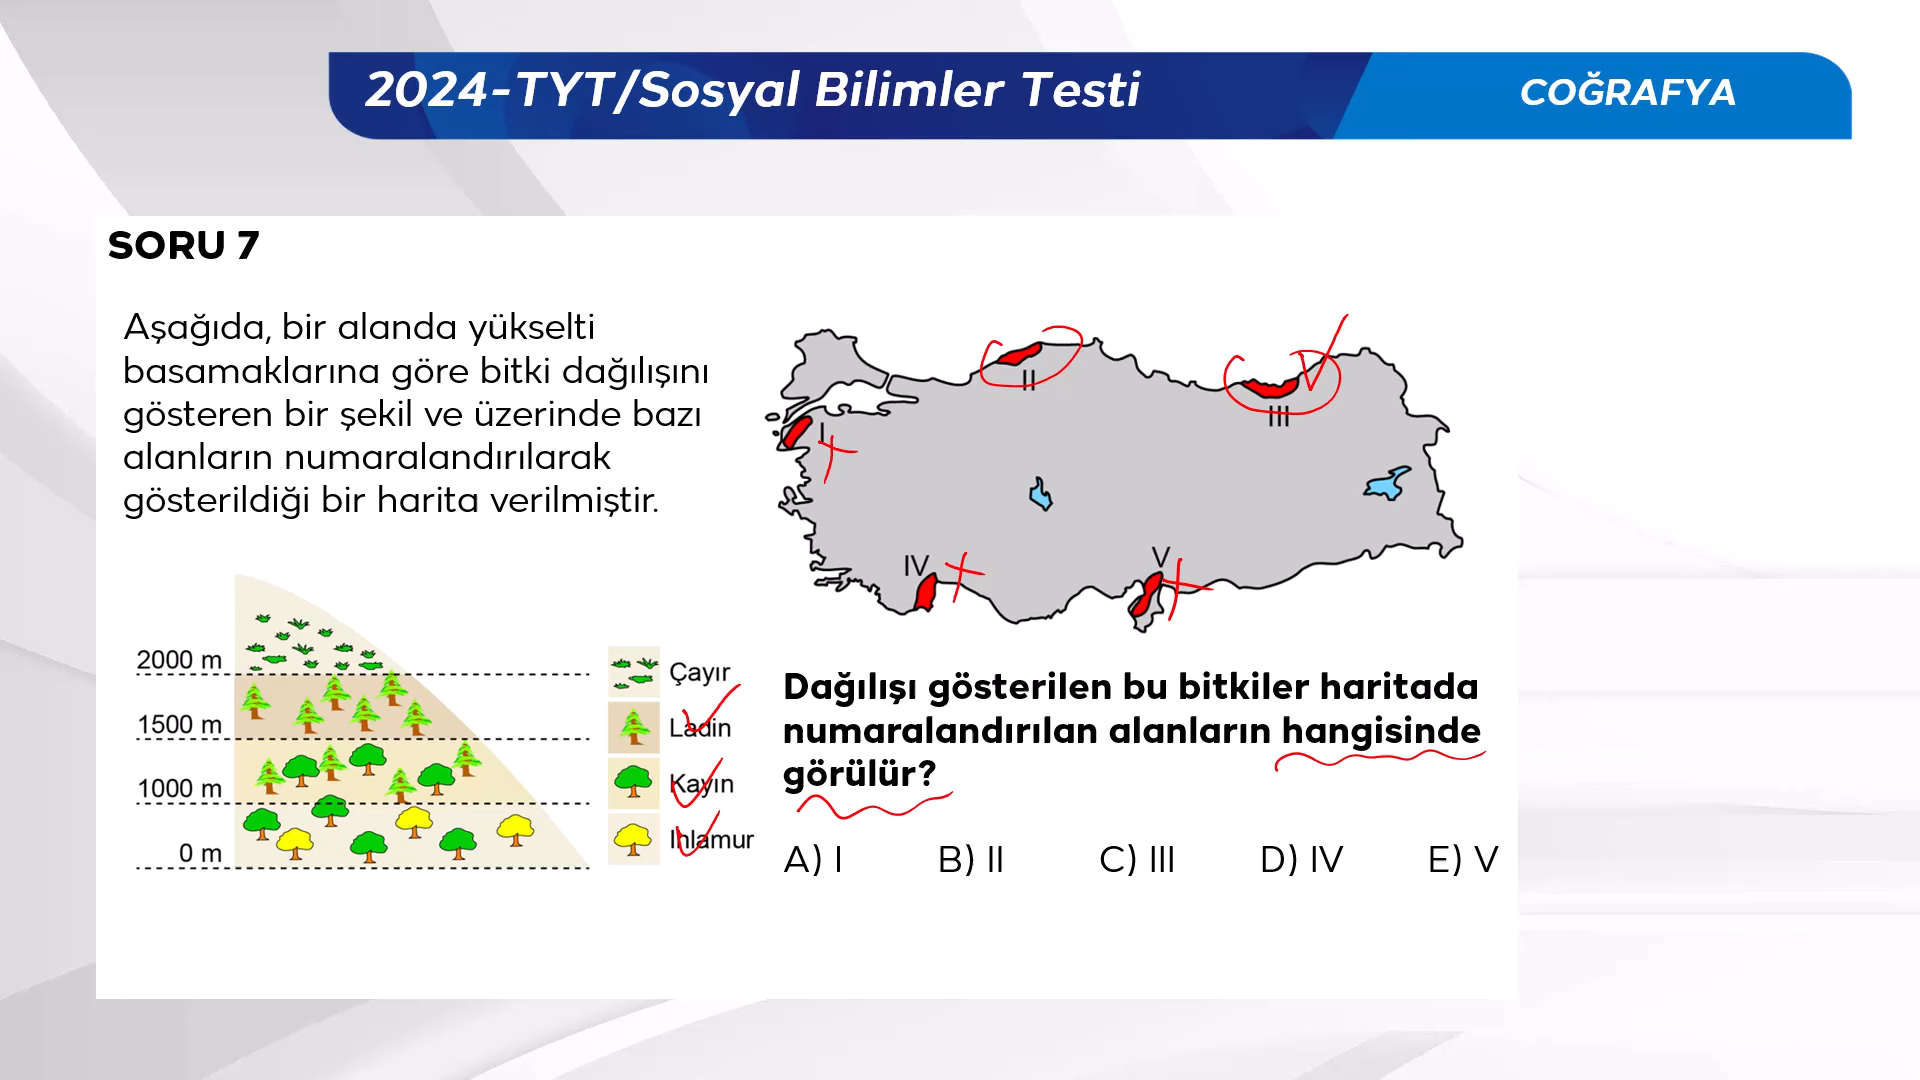 2024-TYT/Sosyal Bilimler Testi
COĞRAFYA
SORU 7
Aşağıda, bir alanda yükselti
basamaklarına göre bitki dağılışını
gösteren bir şekil ve üzerinde bazı
alanların numaralandırılarak
gösterildiği bir harita verilmiştir.
2000 m
1500 m
1000 m
0 m
Çayır
Ladin
Kayın
Ihlamur
I
II
III
IV
V
Dağılışı gösterilen bu bitkiler haritada
numaralandırılan alanların hangisinde
görülür?
A) I B) II C) III D) IV E) V